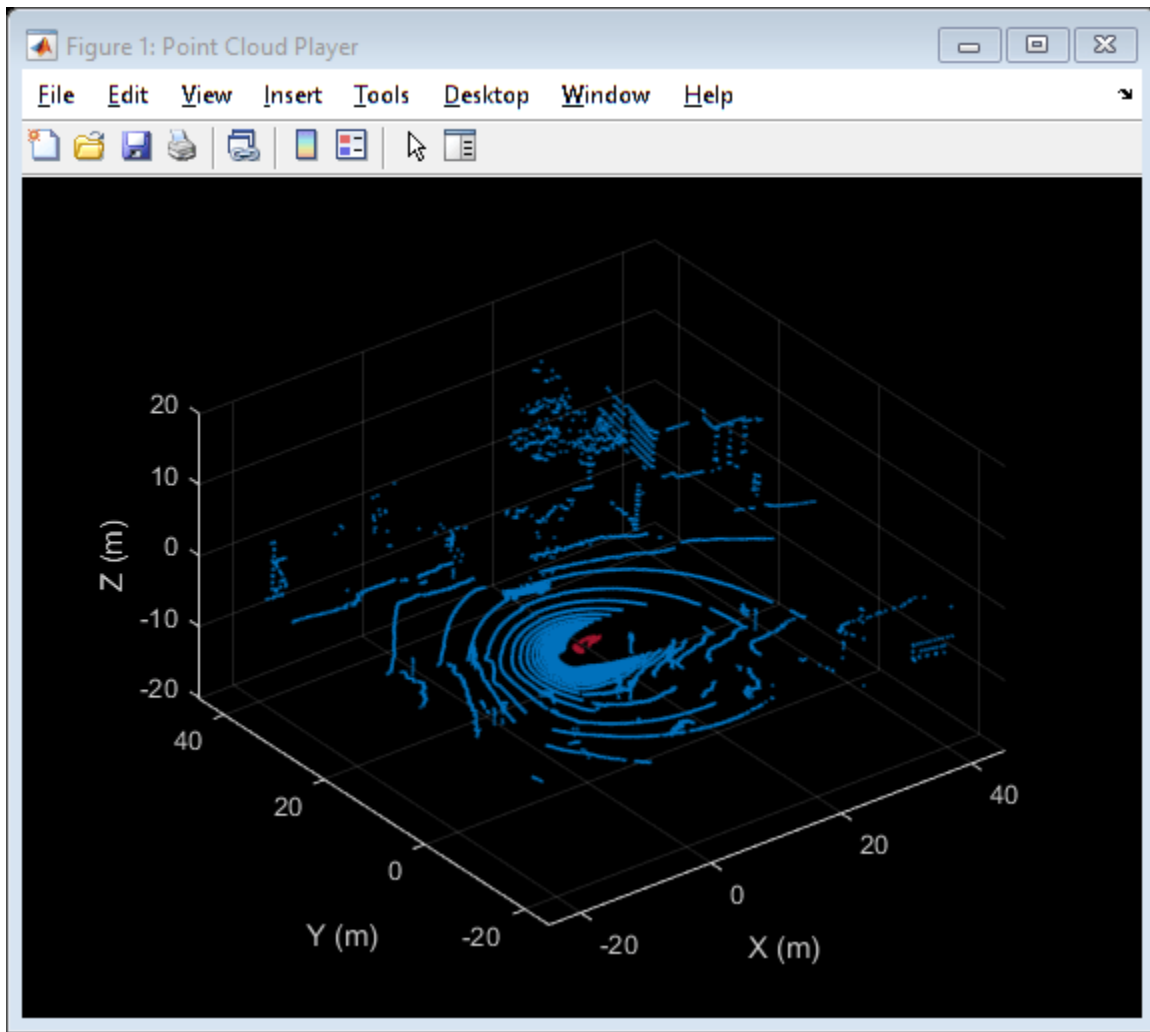 Figure 1: Point Cloud Player
File Edit View Insert Tools Desktop Window Help
20
10
0
-10
-20
Z (m)
40
20
0
-20
Y (m)
-20
0
20
40
X (m)